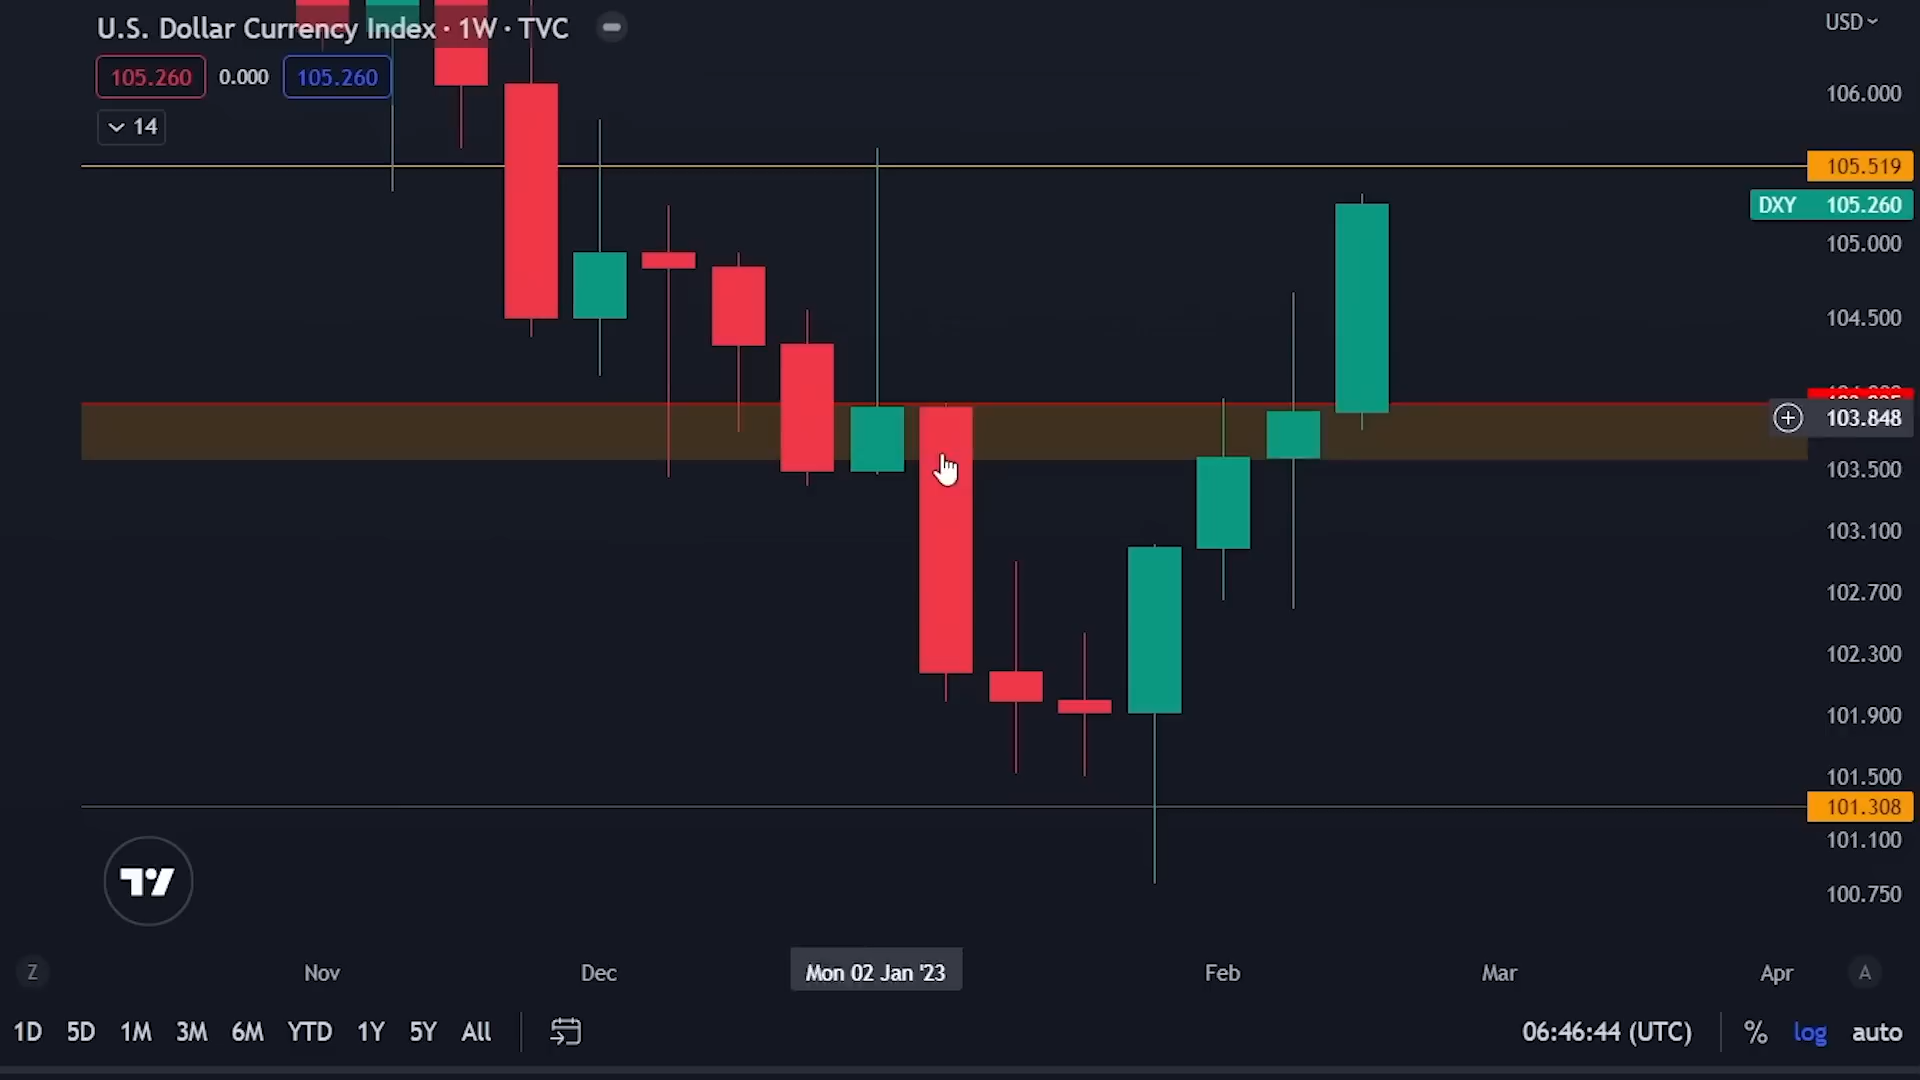 U.S. Dollar Currency Index · 1W · TVC
USD
105.260 0.000 105.260
14
106.000
105.519
DXY 105.260
105.000
104.500
103.848
103.500
103.100
102.700
102.300
101.900
101.500
101.308
101.100
100.750
Z Nov Dec Mon 02 Jan '23 Feb Mar Apr A
1D 5D 1M 3M 6M YTD 1Y 5Y All 06:46:44 (UTC) % log auto